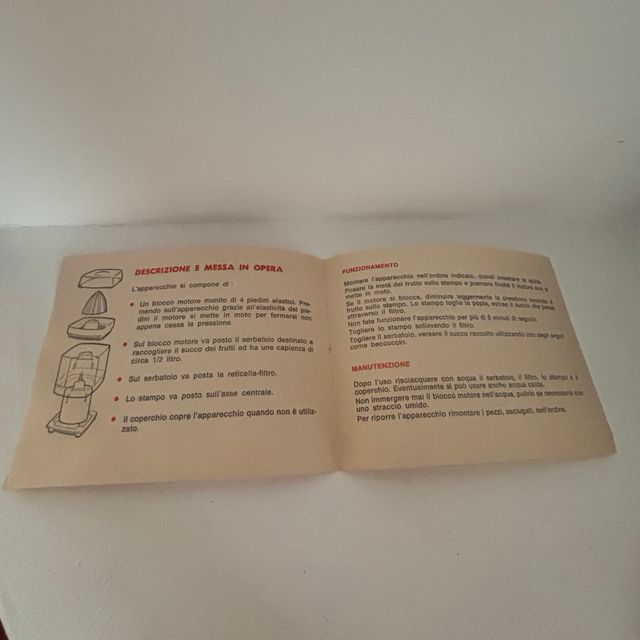 DESCRIZIONE E MESSA IN OPERA
L'apparecchio si compone di :
• Un blocco motore munito di 4 piedini elastici. Pre-
mendo sull'apparecchio grazie all'elasticità dei pie-
dini il motore si mette in moto per fermarsi non
appena cessa la pressione.
• Sul blocco motore va posto il serbatoio destinato a
raccogliere il succo dei frutti ed ha una capienza di
circa 1/2 litro.
• Sul serbatoio va posta la reticella-filtro.
• Lo stampo va posto sull'asse centrale.
• Il coperchio copre l'apparecchio quando non è utiliz-
zato.
FUNZIONAMENTO
Montare l'apparecchio nell'ordine indicato, quindi innestare la spina.
Posare la metà del frutto sullo stampo e premere finché il motore non si
mette in moto.
Se il motore si blocca, diminuire leggermente la pressione tenendo il
frutto sullo stampo. Lo stampo toglie la polpa, estrae il succo che passa
attraverso il filtro.
Non fate funzionare l'apparecchio per più di 5 minuti di seguito.
Togliere lo stampo sollevando il filtro.
Togliere il serbatoio, versare il succo raccolto utilizzando uno degli angoli
come beccuccio.
MANUTENZIONE
Dopo l'uso risciacquare con acqua il serbatoio, il filtro, lo stampo e il
coperchio. Eventualmente si può usare anche acqua calda.
Non immergere mai il blocco motore nell'acqua, pulirlo se necessario con
uno straccio umido.
Per riporre l'apparecchio rimontare i pezzi, asciugati, nell'ordine.